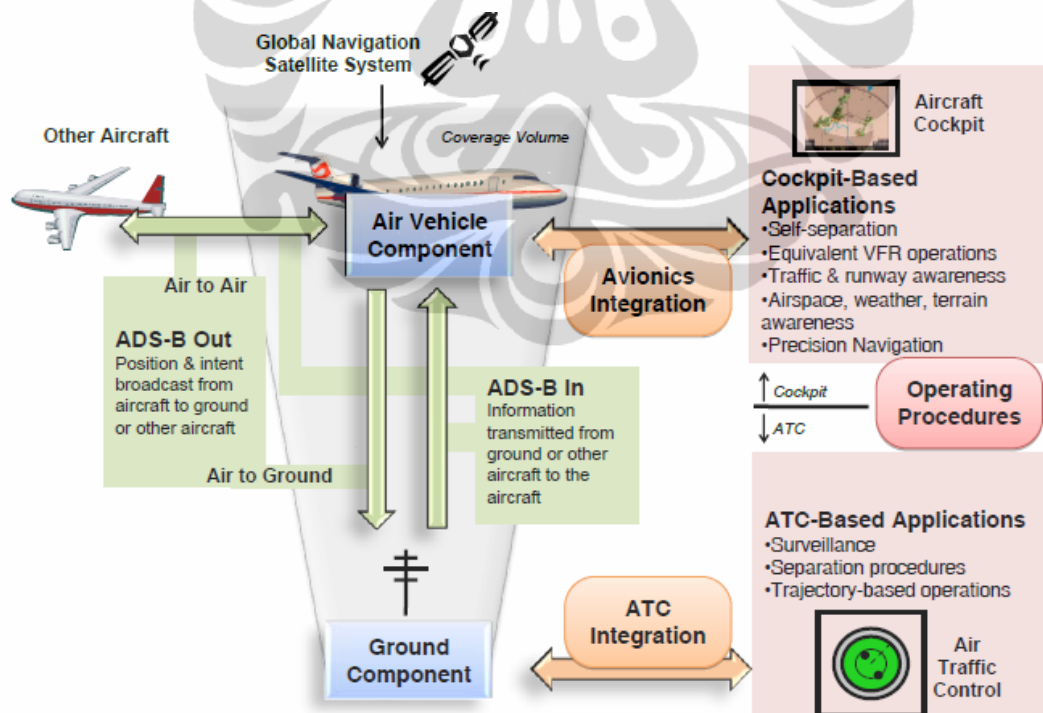 Global Navigation
Satellite System
Other Aircraft
Coverage Volume
Air Vehicle
Component
Air to Air
ADS-B Out
Position & intent
broadcast from
aircraft to ground
or other aircraft
Air to Ground
ADS-B In
Information
transmitted from
ground or other
aircraft to the
aircraft
Ground
Component
Avionics
Integration
ATC
Integration
Aircraft
Cockpit
Cockpit-Based
Applications
•Self-separation
•Equivalent VFR operations
•Traffic & runway awareness
•Airspace, weather, terrain
awareness
•Precision Navigation
Cockpit
ATC
Operating
Procedures
ATC-Based Applications
•Surveillance
•Separation procedures
•Trajectory-based operations
Air
Traffic
Control